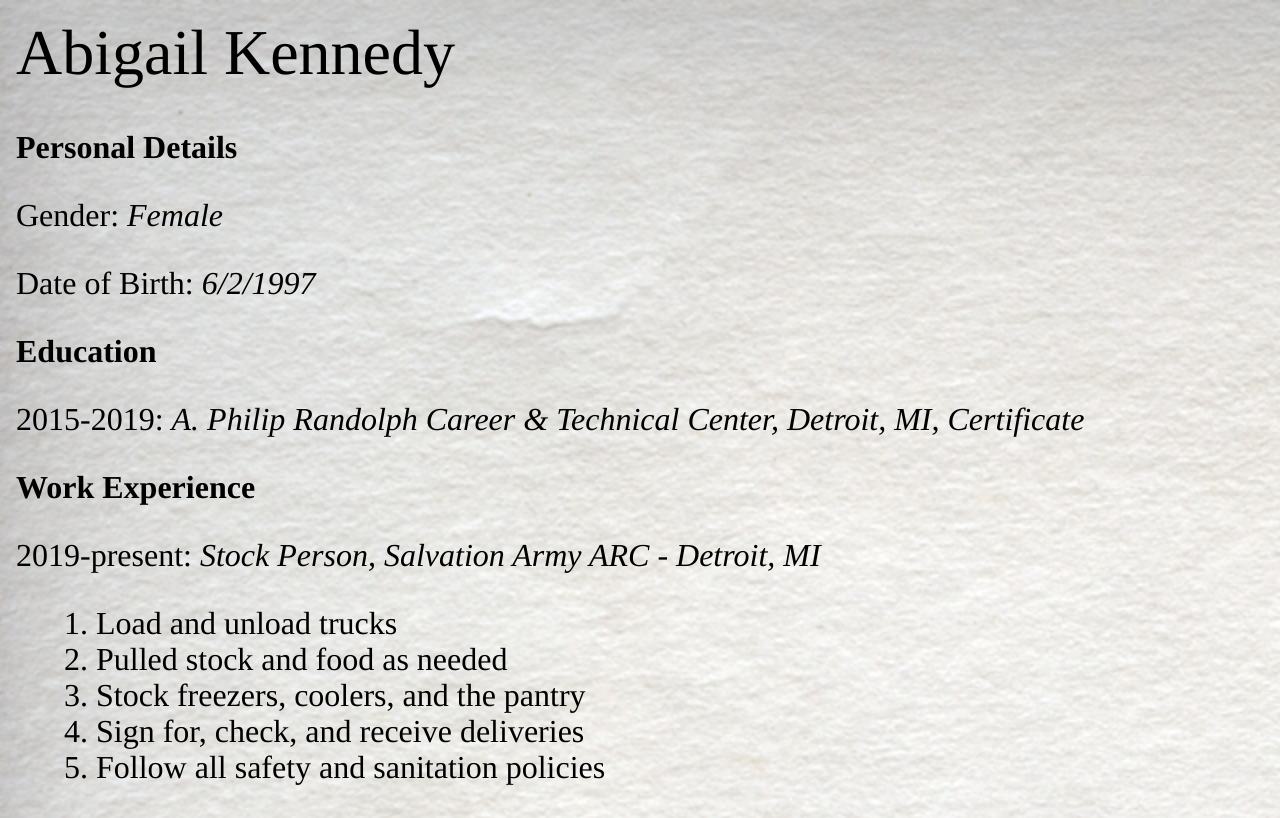 Abigail Kennedy
Personal Details
Gender: Female
Date of Birth: 6/2/1997
Education
2015-2019: A. Philip Randolph Career & Technical Center, Detroit, MI, Certificate
Work Experience
2019-present: Stock Person, Salvation Army ARC - Detroit, MI
1. Load and unload trucks
2. Pulled stock and food as needed
3. Stock freezers, coolers, and the pantry
4. Sign for, check, and receive deliveries
5. Follow all safety and sanitation policies